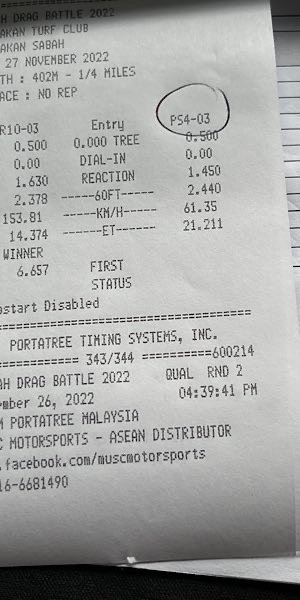 AH DRAG BATTLE 2022
AKAN TURF CLUB
AKAN SABAH
27 NOVEMBER 2022
TH : 402M - 1/4 MILES
ACE : NO REP
R10-03 Entry PS4-03
0.500 0.000 TREE 0.500
0.00 DIAL-IN 0.00
1.630 REACTION 1.450
2.378 -----60FT----- 2.440
153.81 -----KM/H----- 61.35
14.374 ------ET------ 21.211
WINNER
6.657 FIRST
STATUS
ostart Disabled
PORTATREE TIMING SYSTEMS, INC.
============ 343/344 ==========600214
AH DRAG BATTLE 2022 QUAL RND 2
ember 26, 2022 04:39:41 PM
M PORTATREE MALAYSIA
C MOTORSPORTS - ASEAN DISTRIBUTOR
.facebook.com/muscmotorsports
16-6681490